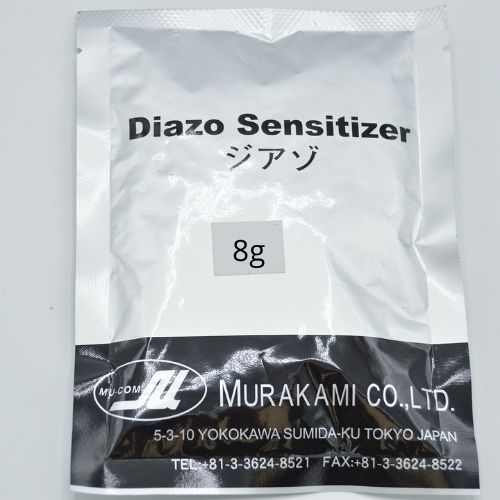 Diazo Sensitizer
ジアゾ
8g
MU-COM
MURAKAMI CO.,LTD.
5-3-10 YOKOKAWA SUMIDA-KU TOKYO JAPAN
TEL:+81-3-3624-8521 FAX:+81-3-3624-8522